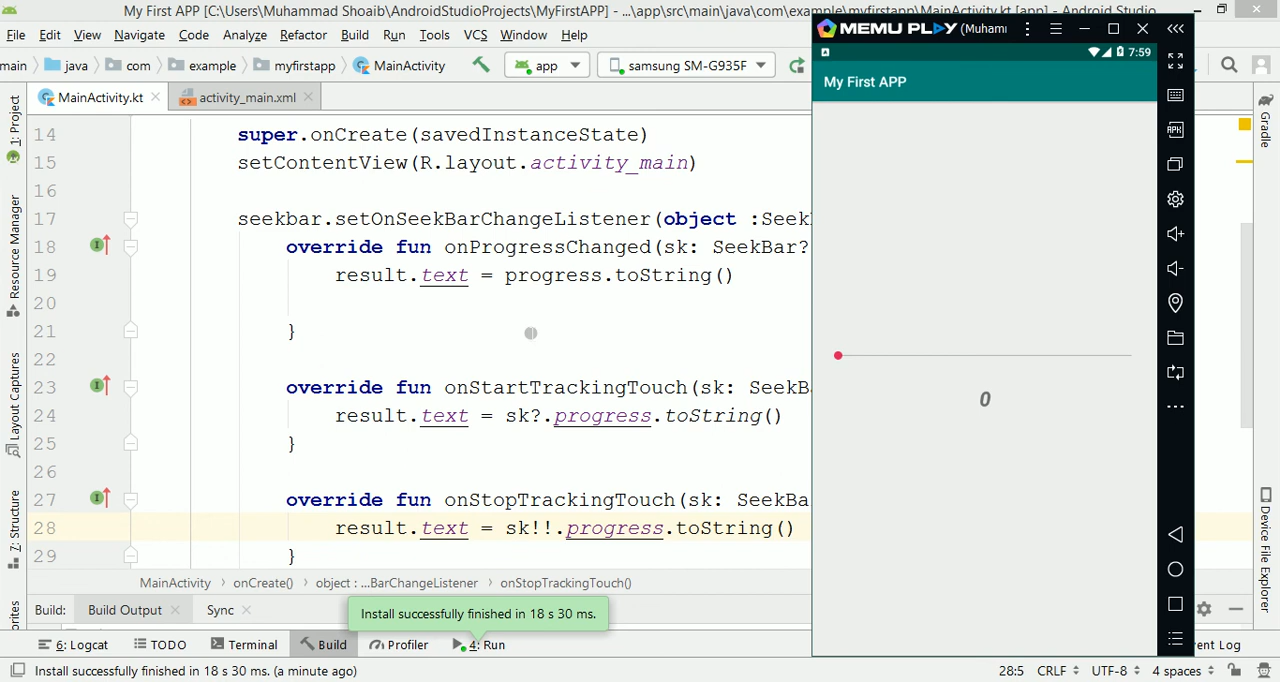 My First APP [C:\Users\Muhammad Shoaib\AndroidStudioProjects\MyFirstAPP] - ...\app\src\main\java\com\example\myfirstapp\MainActivity.kt [app] - Android Studio
File Edit View Navigate Code Analyze Refactor Build Run Tools VCS Window Help
main java com example myfirstapp MainActivity app samsung SM-G935F
MainActivity.kt activity_main.xml
14 super.onCreate(savedInstanceState)
15 setContentView(R.layout.activity_main)
16
17 seekbar.setOnSeekBarChangeListener(object :Seek
18 override fun onProgressChanged(sk: SeekBar?
19 result.text = progress.toString()
20
21 }
22
23 override fun onStartTrackingTouch(sk: SeekBa
24 result.text = sk?.progress.toString()
25 }
26
27 override fun onStopTrackingTouch(sk: SeekBa
28 result.text = sk!!.progress.toString()
29 }
MainActivity onCreate() object : ...BarChangeListener onStopTrackingTouch()
Build: Build Output Sync
Install successfully finished in 18 s 30 ms.
6: Logcat TODO Terminal Build Profiler 4: Run ent Log
Install successfully finished in 18 s 30 ms. (a minute ago) 28:5 CRLF UTF-8 4 spaces
1: Project
Resource Manager
Layout Captures
Z: Structure
orites
MEMU PLAY (Muhami
A 7:59
My First APP
0
APK
Gradle
Device File Explorer